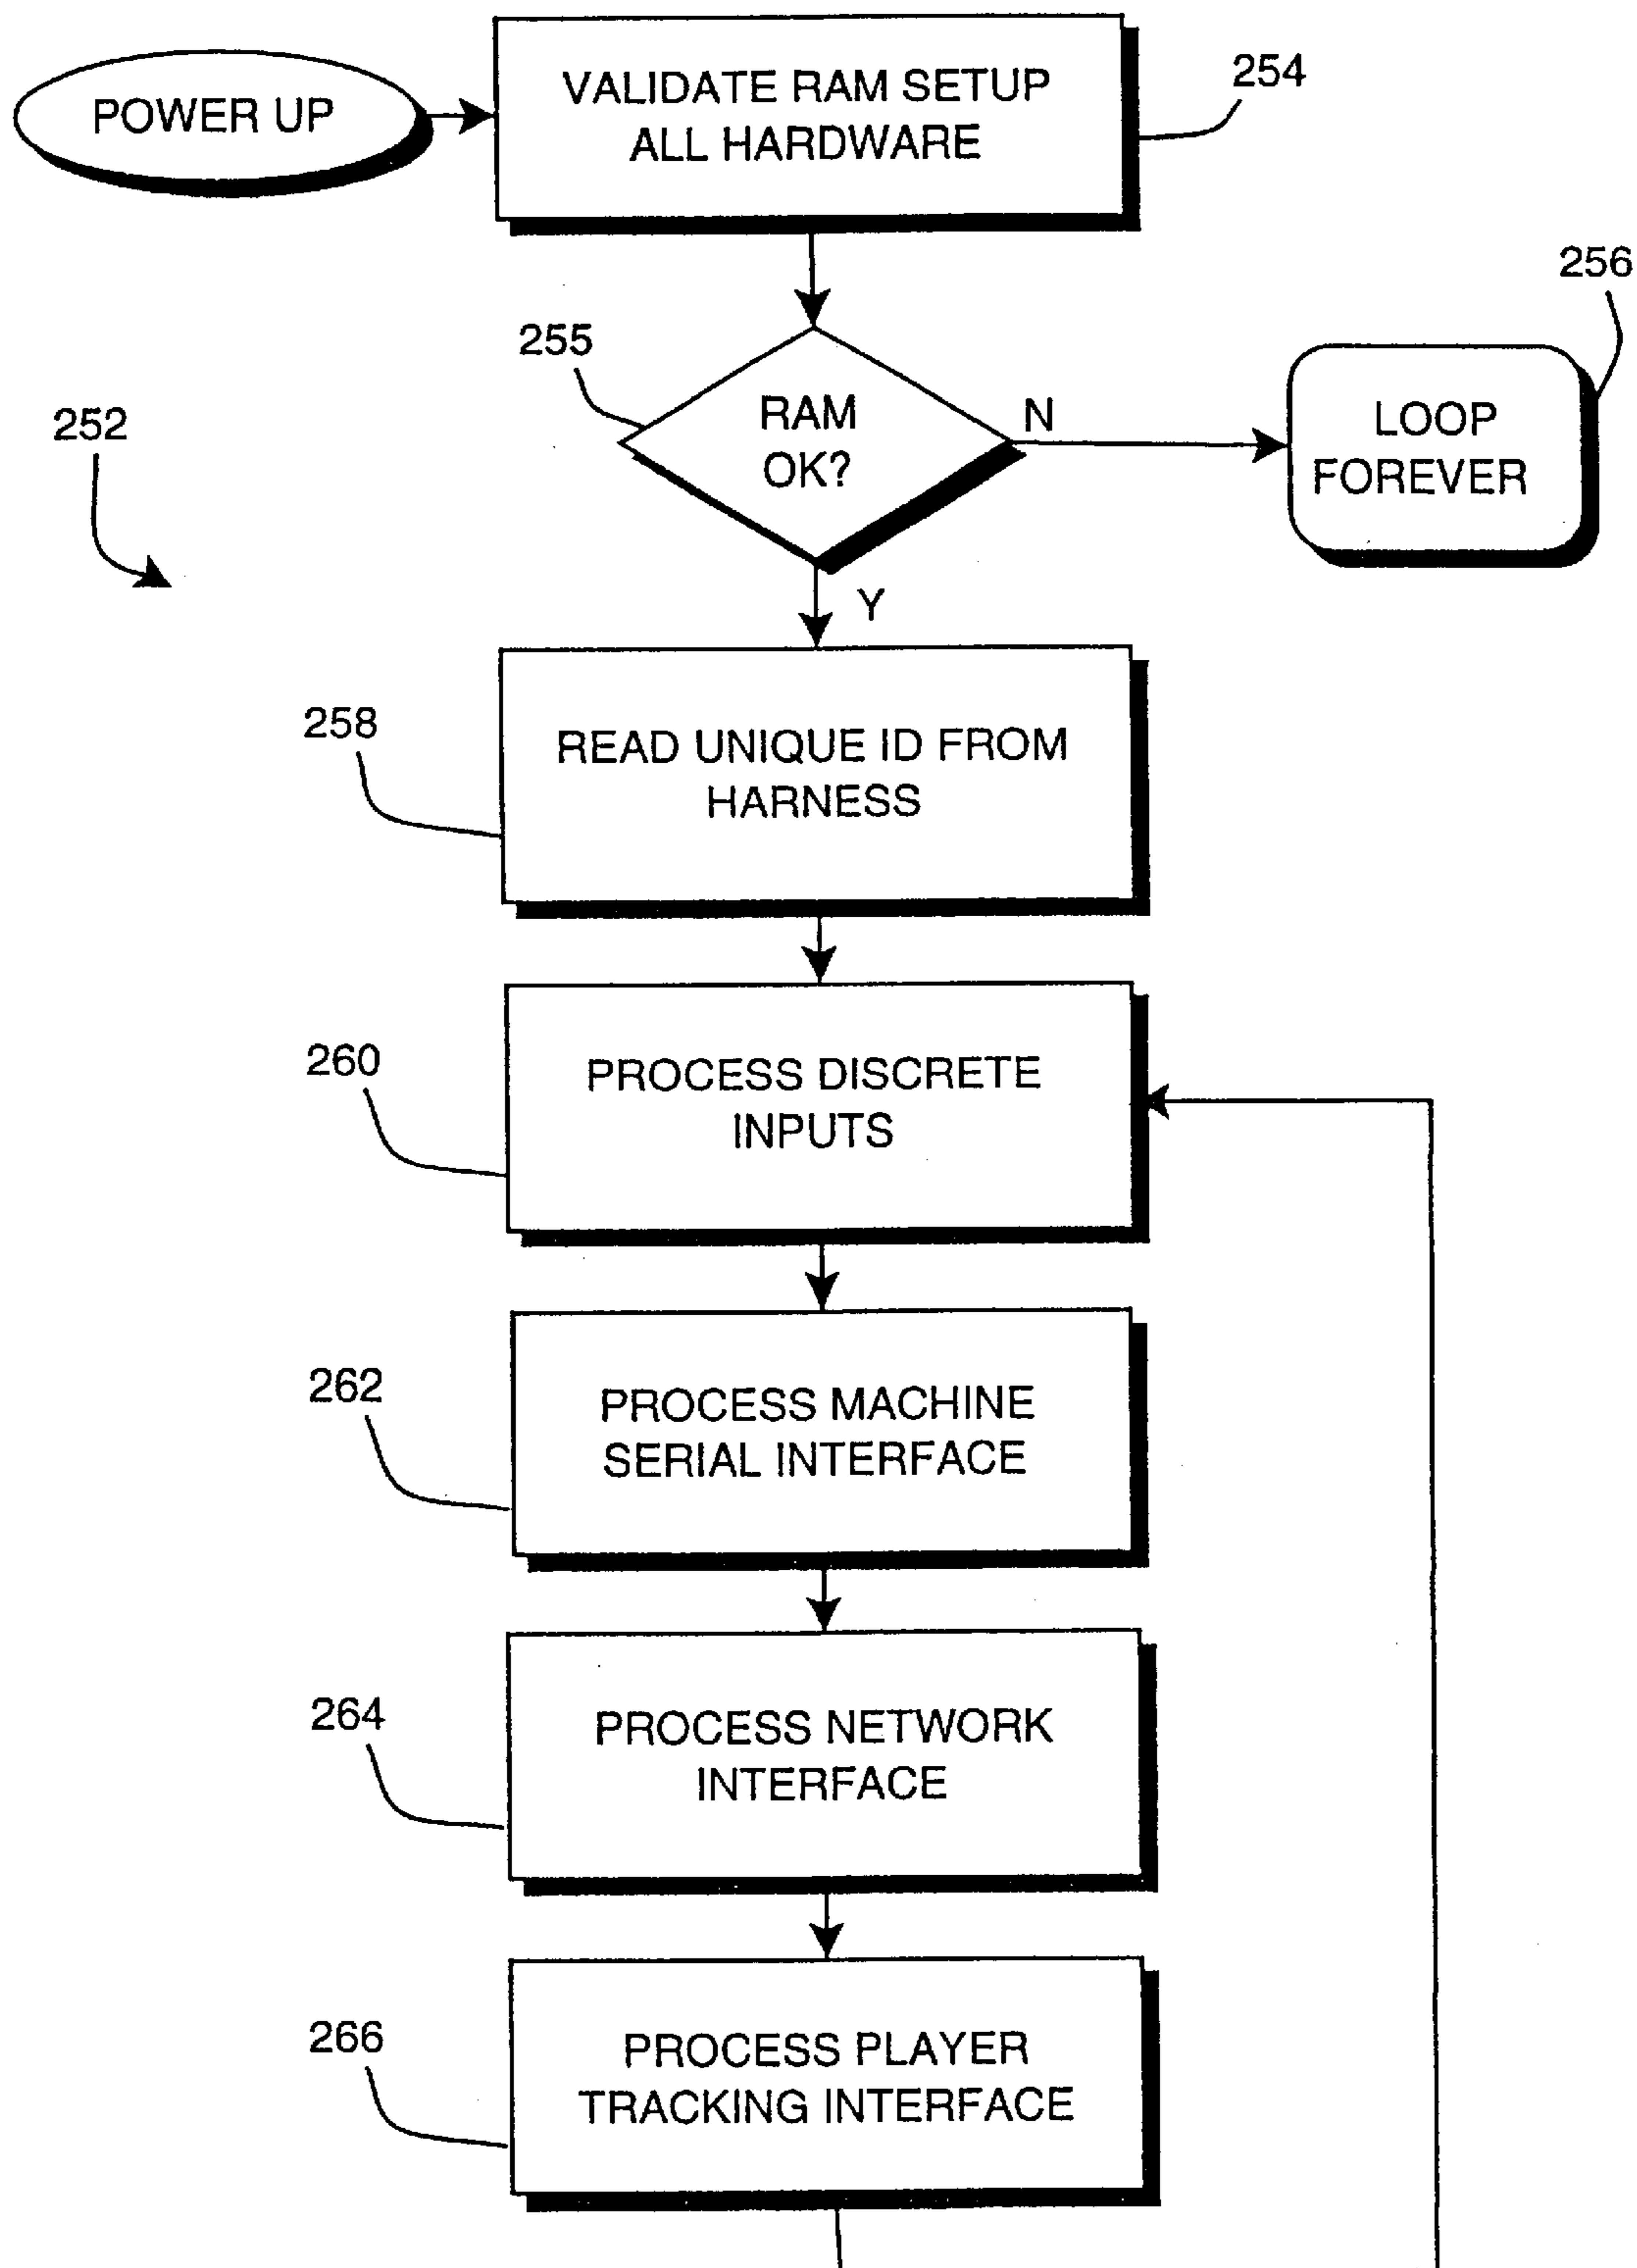 POWER UP
VALIDATE RAM SETUP
ALL HARDWARE
254
255
RAM
OK?
N
256
LOOP
FOREVER
252
Y
258
READ UNIQUE ID FROM
HARNESS
260
PROCESS DISCRETE
INPUTS
262
PROCESS MACHINE
SERIAL INTERFACE
264
PROCESS NETWORK
INTERFACE
266
PROCESS PLAYER
TRACKING INTERFACE